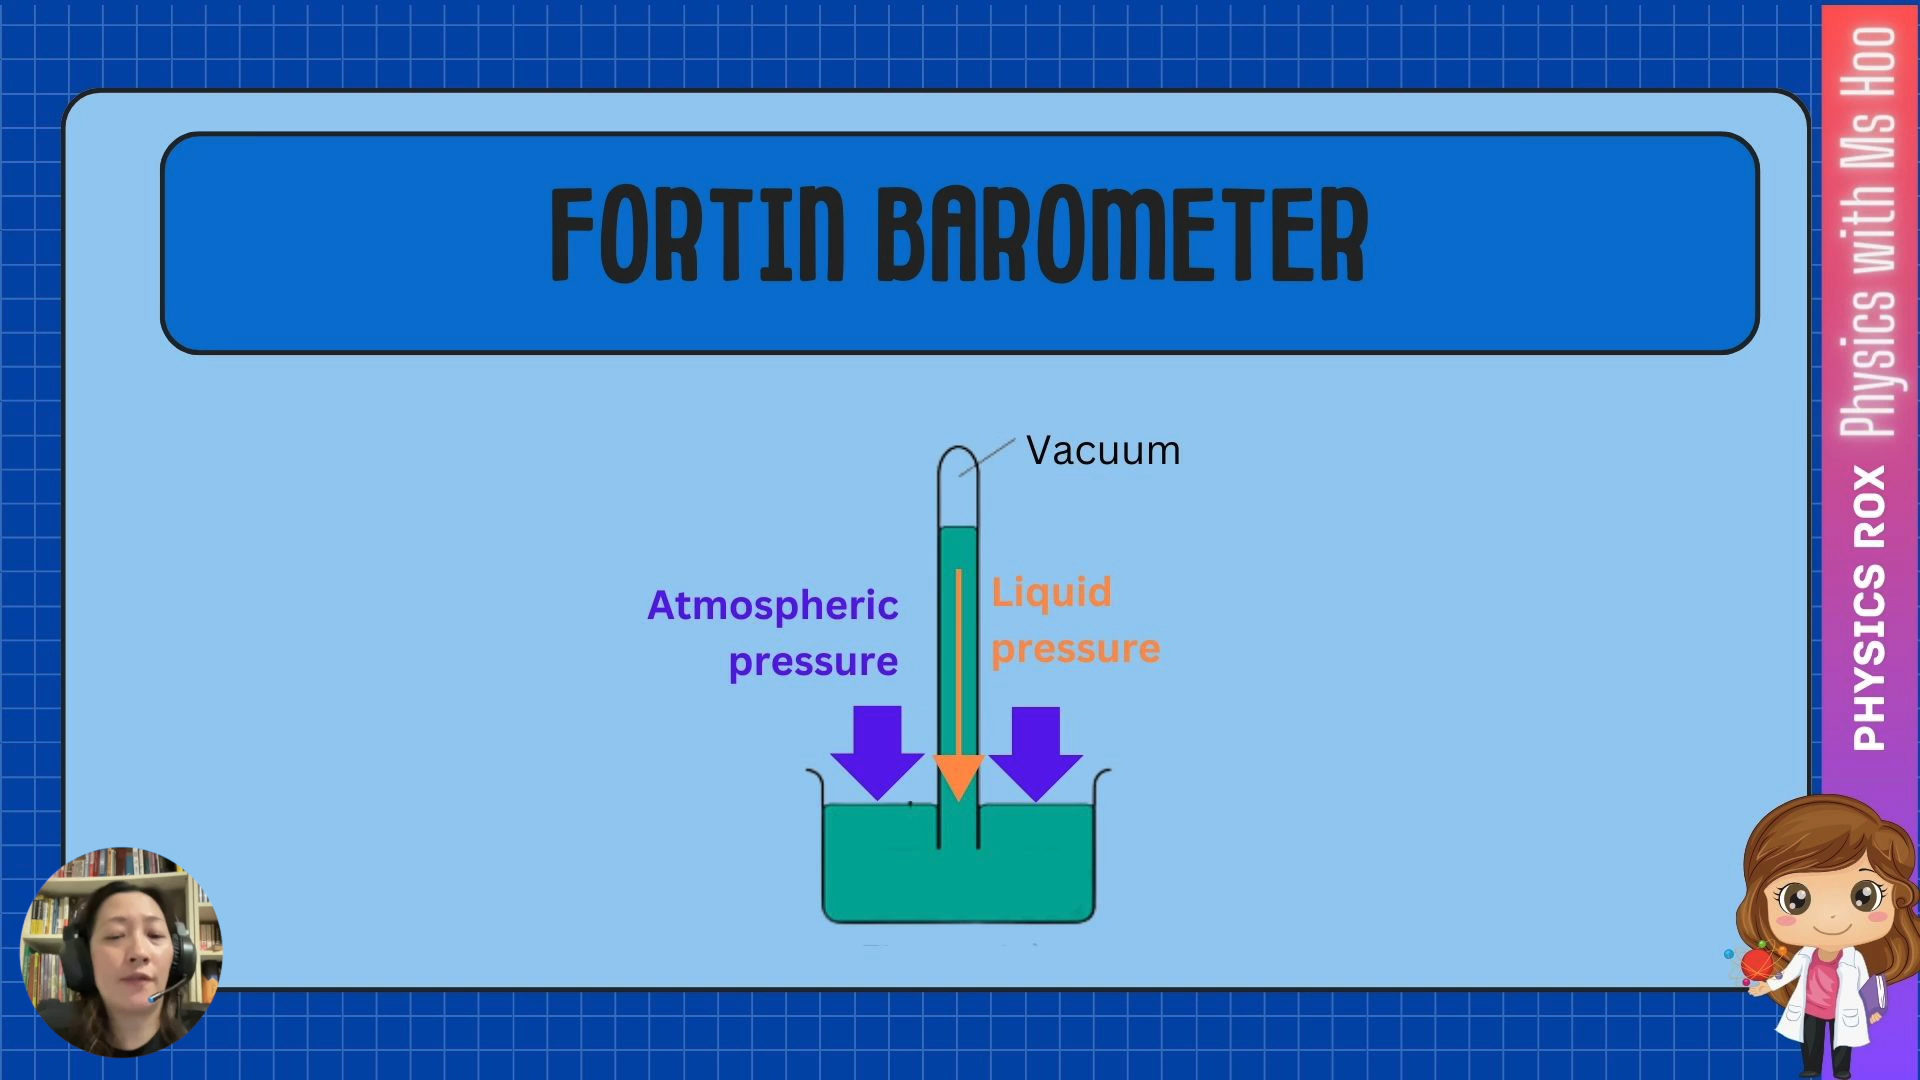 FORTIN BAROMETER
Vacuum
Atmospheric
pressure
Liquid
pressure
PHYSICS ROX Physics with Ms Hoo